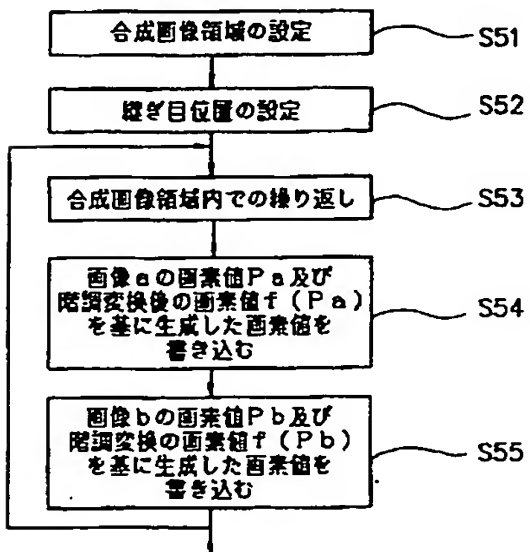 合成画像領域の設定
S51
継ぎ目位置の設定
S52
合成画像領域内での繰り返し
S53
画像aの画素値Pa及び
階調変換後の画素値f(Pa)
を基に生成した画素値を
書き込む
S54
画像bの画素値Pb及び
階調変換の画素値f(Pb)
を基に生成した画素値を
書き込む
S55